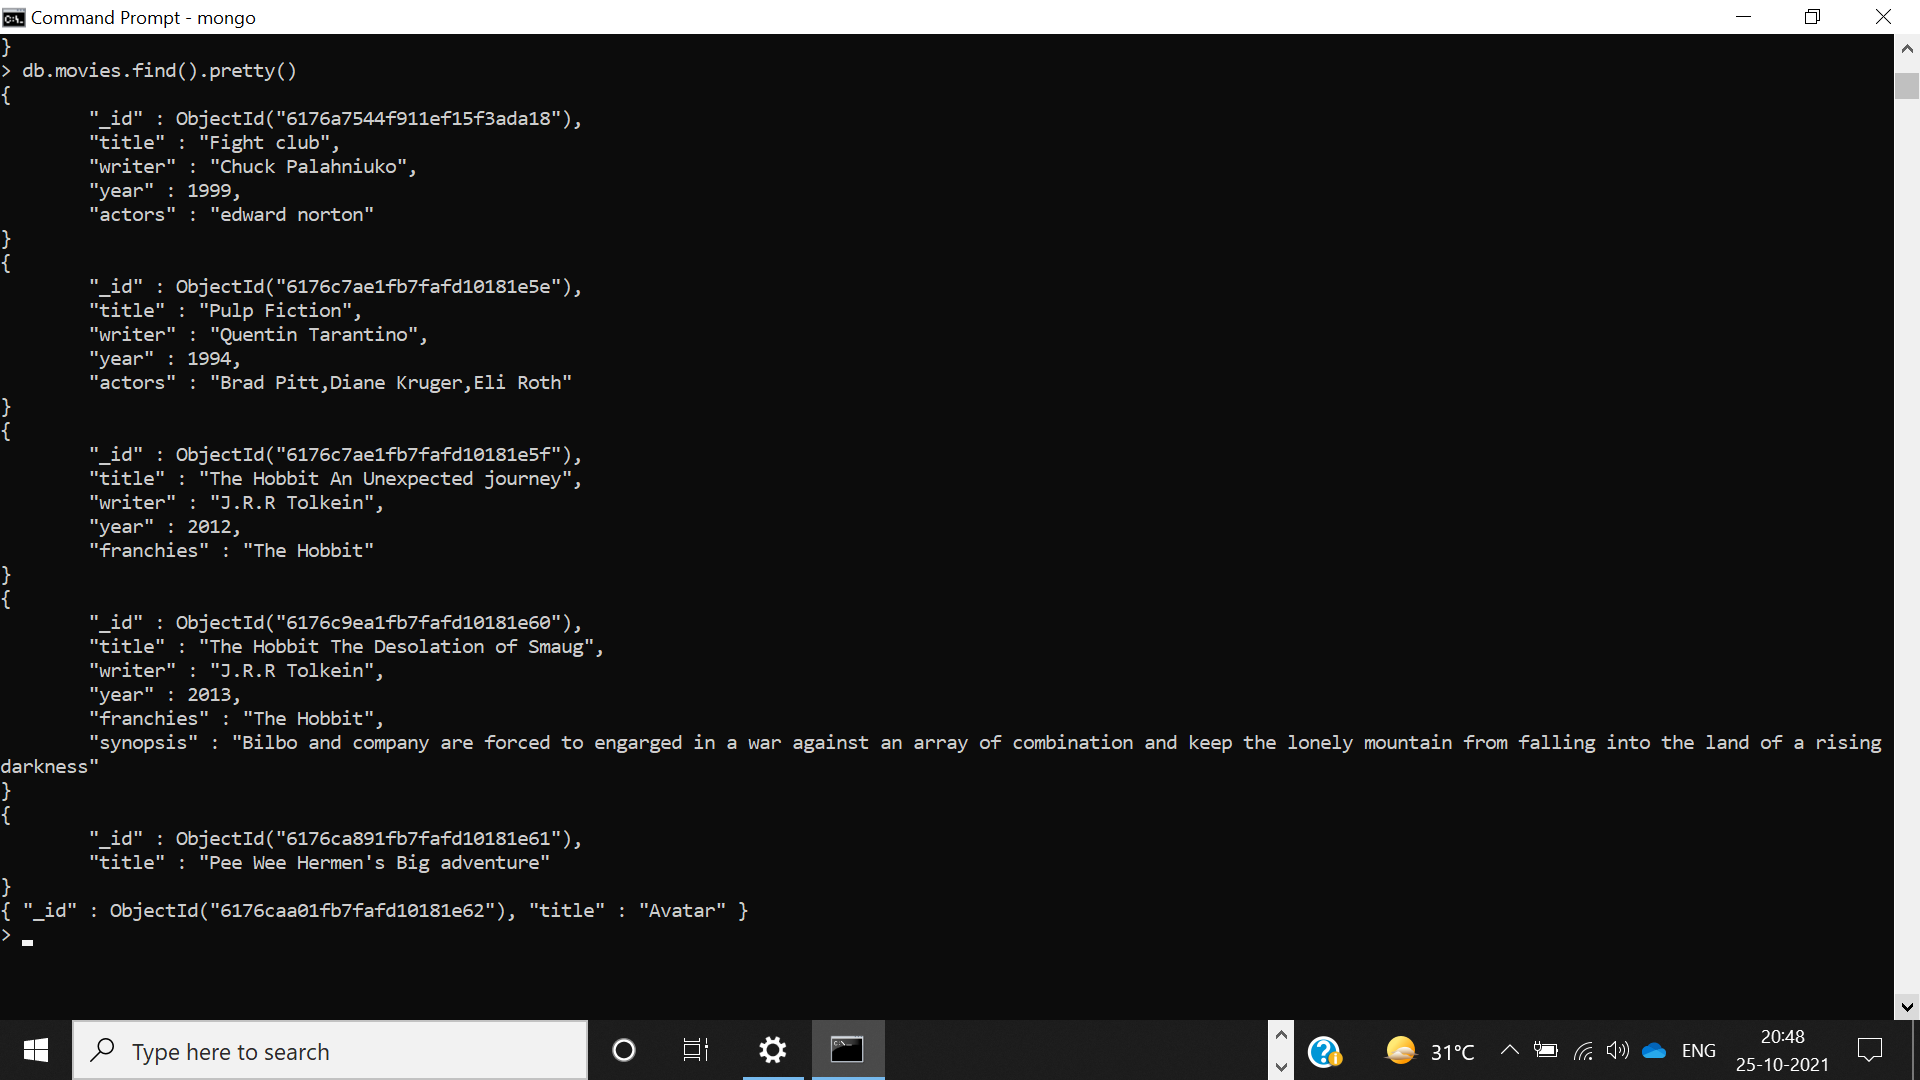 Command Prompt - mongo
}
> db.movies.find().pretty()
{
"_id" : ObjectId("6176a7544f911ef15f3ada18"),
"title" : "Fight club",
"writer" : "Chuck Palahniuko",
"year" : 1999,
"actors" : "edward norton"
}
{
"_id" : ObjectId("6176c7ae1fb7fafd10181e5e"),
"title" : "Pulp Fiction",
"writer" : "Quentin Tarantino",
"year" : 1994,
"actors" : "Brad Pitt,Diane Kruger,Eli Roth"
}
{
"_id" : ObjectId("6176c7ae1fb7fafd10181e5f"),
"title" : "The Hobbit An Unexpected journey",
"writer" : "J.R.R Tolkein",
"year" : 2012,
"franchies" : "The Hobbit"
}
{
"_id" : ObjectId("6176c9ea1fb7fafd10181e60"),
"title" : "The Hobbit The Desolation of Smaug",
"writer" : "J.R.R Tolkein",
"year" : 2013,
"franchies" : "The Hobbit",
"synopsis" : "Bilbo and company are forced to engarged in a war against an array of combination and keep the lonely mountain from falling into the land of a rising
darkness"
}
{
"_id" : ObjectId("6176ca891fb7fafd10181e61"),
"title" : "Pee Wee Hermen's Big adventure"
}
{ "_id" : ObjectId("6176caa01fb7fafd10181e62"), "title" : "Avatar" }
>
Type here to search
31°C
ENG
20:48
25-10-2021